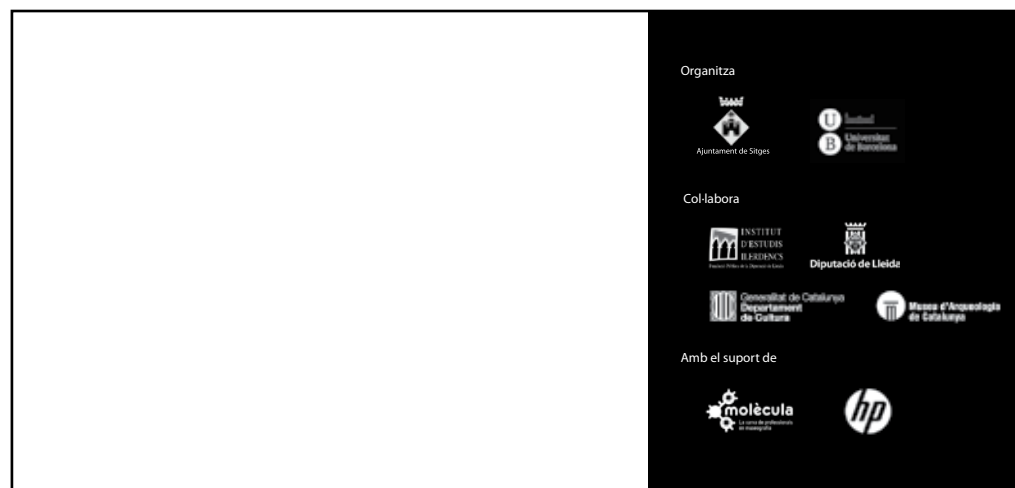 Organitza
Ajuntament de Sitges
U
B
Universitat
de Barcelona
Col·labora
INSTITUT
D'ESTUDIS
ILERDENCS
Diputació de Lleida
Generalitat de Catalunya
Departament
de Cultura
Museu d'Arqueologia
de Catalunya
Amb el suport de
molècula
hp